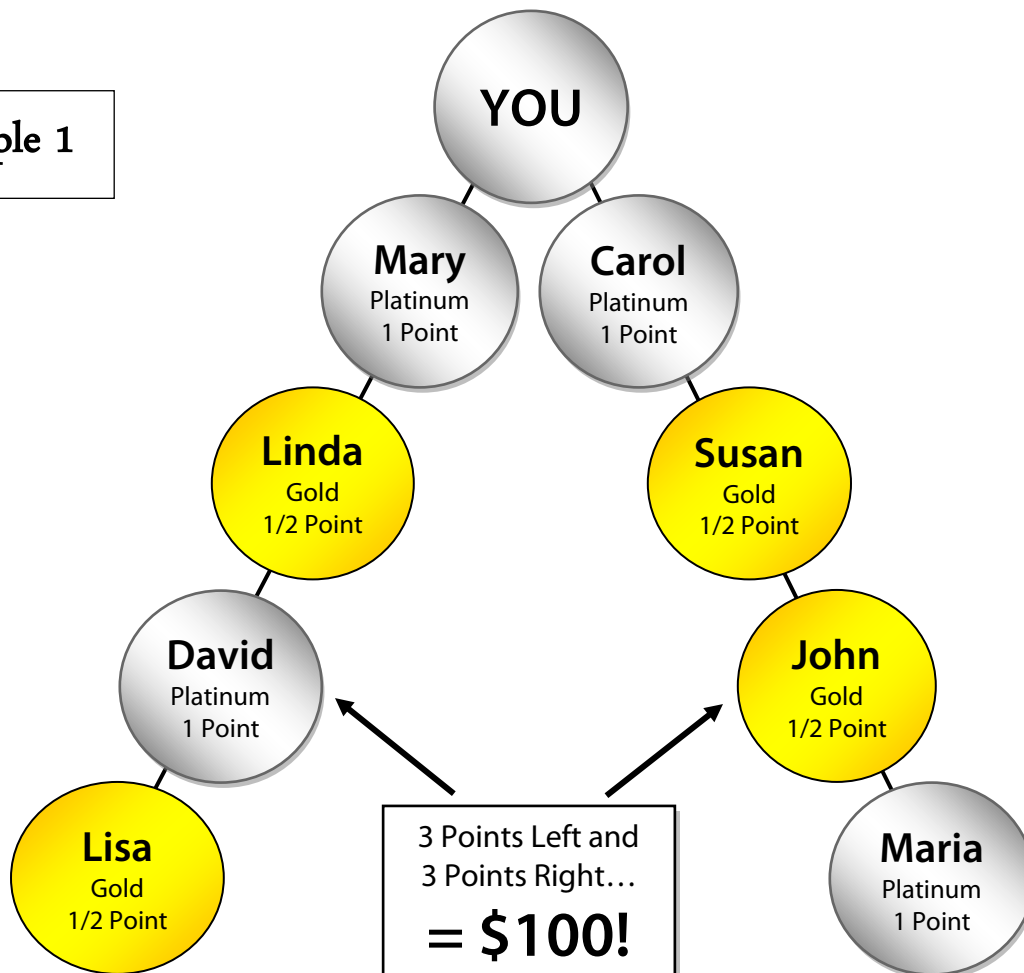 YOU
ple 1
Mary
Platinum
1 Point
Carol
Platinum
1 Point
Linda
Gold
1/2 Point
Susan
Gold
1/2 Point
David
Platinum
1 Point
John
Gold
1/2 Point
Lisa
Gold
1/2 Point
3 Points Left and
3 Points Right…
= $100!
Maria
Platinum
1 Point